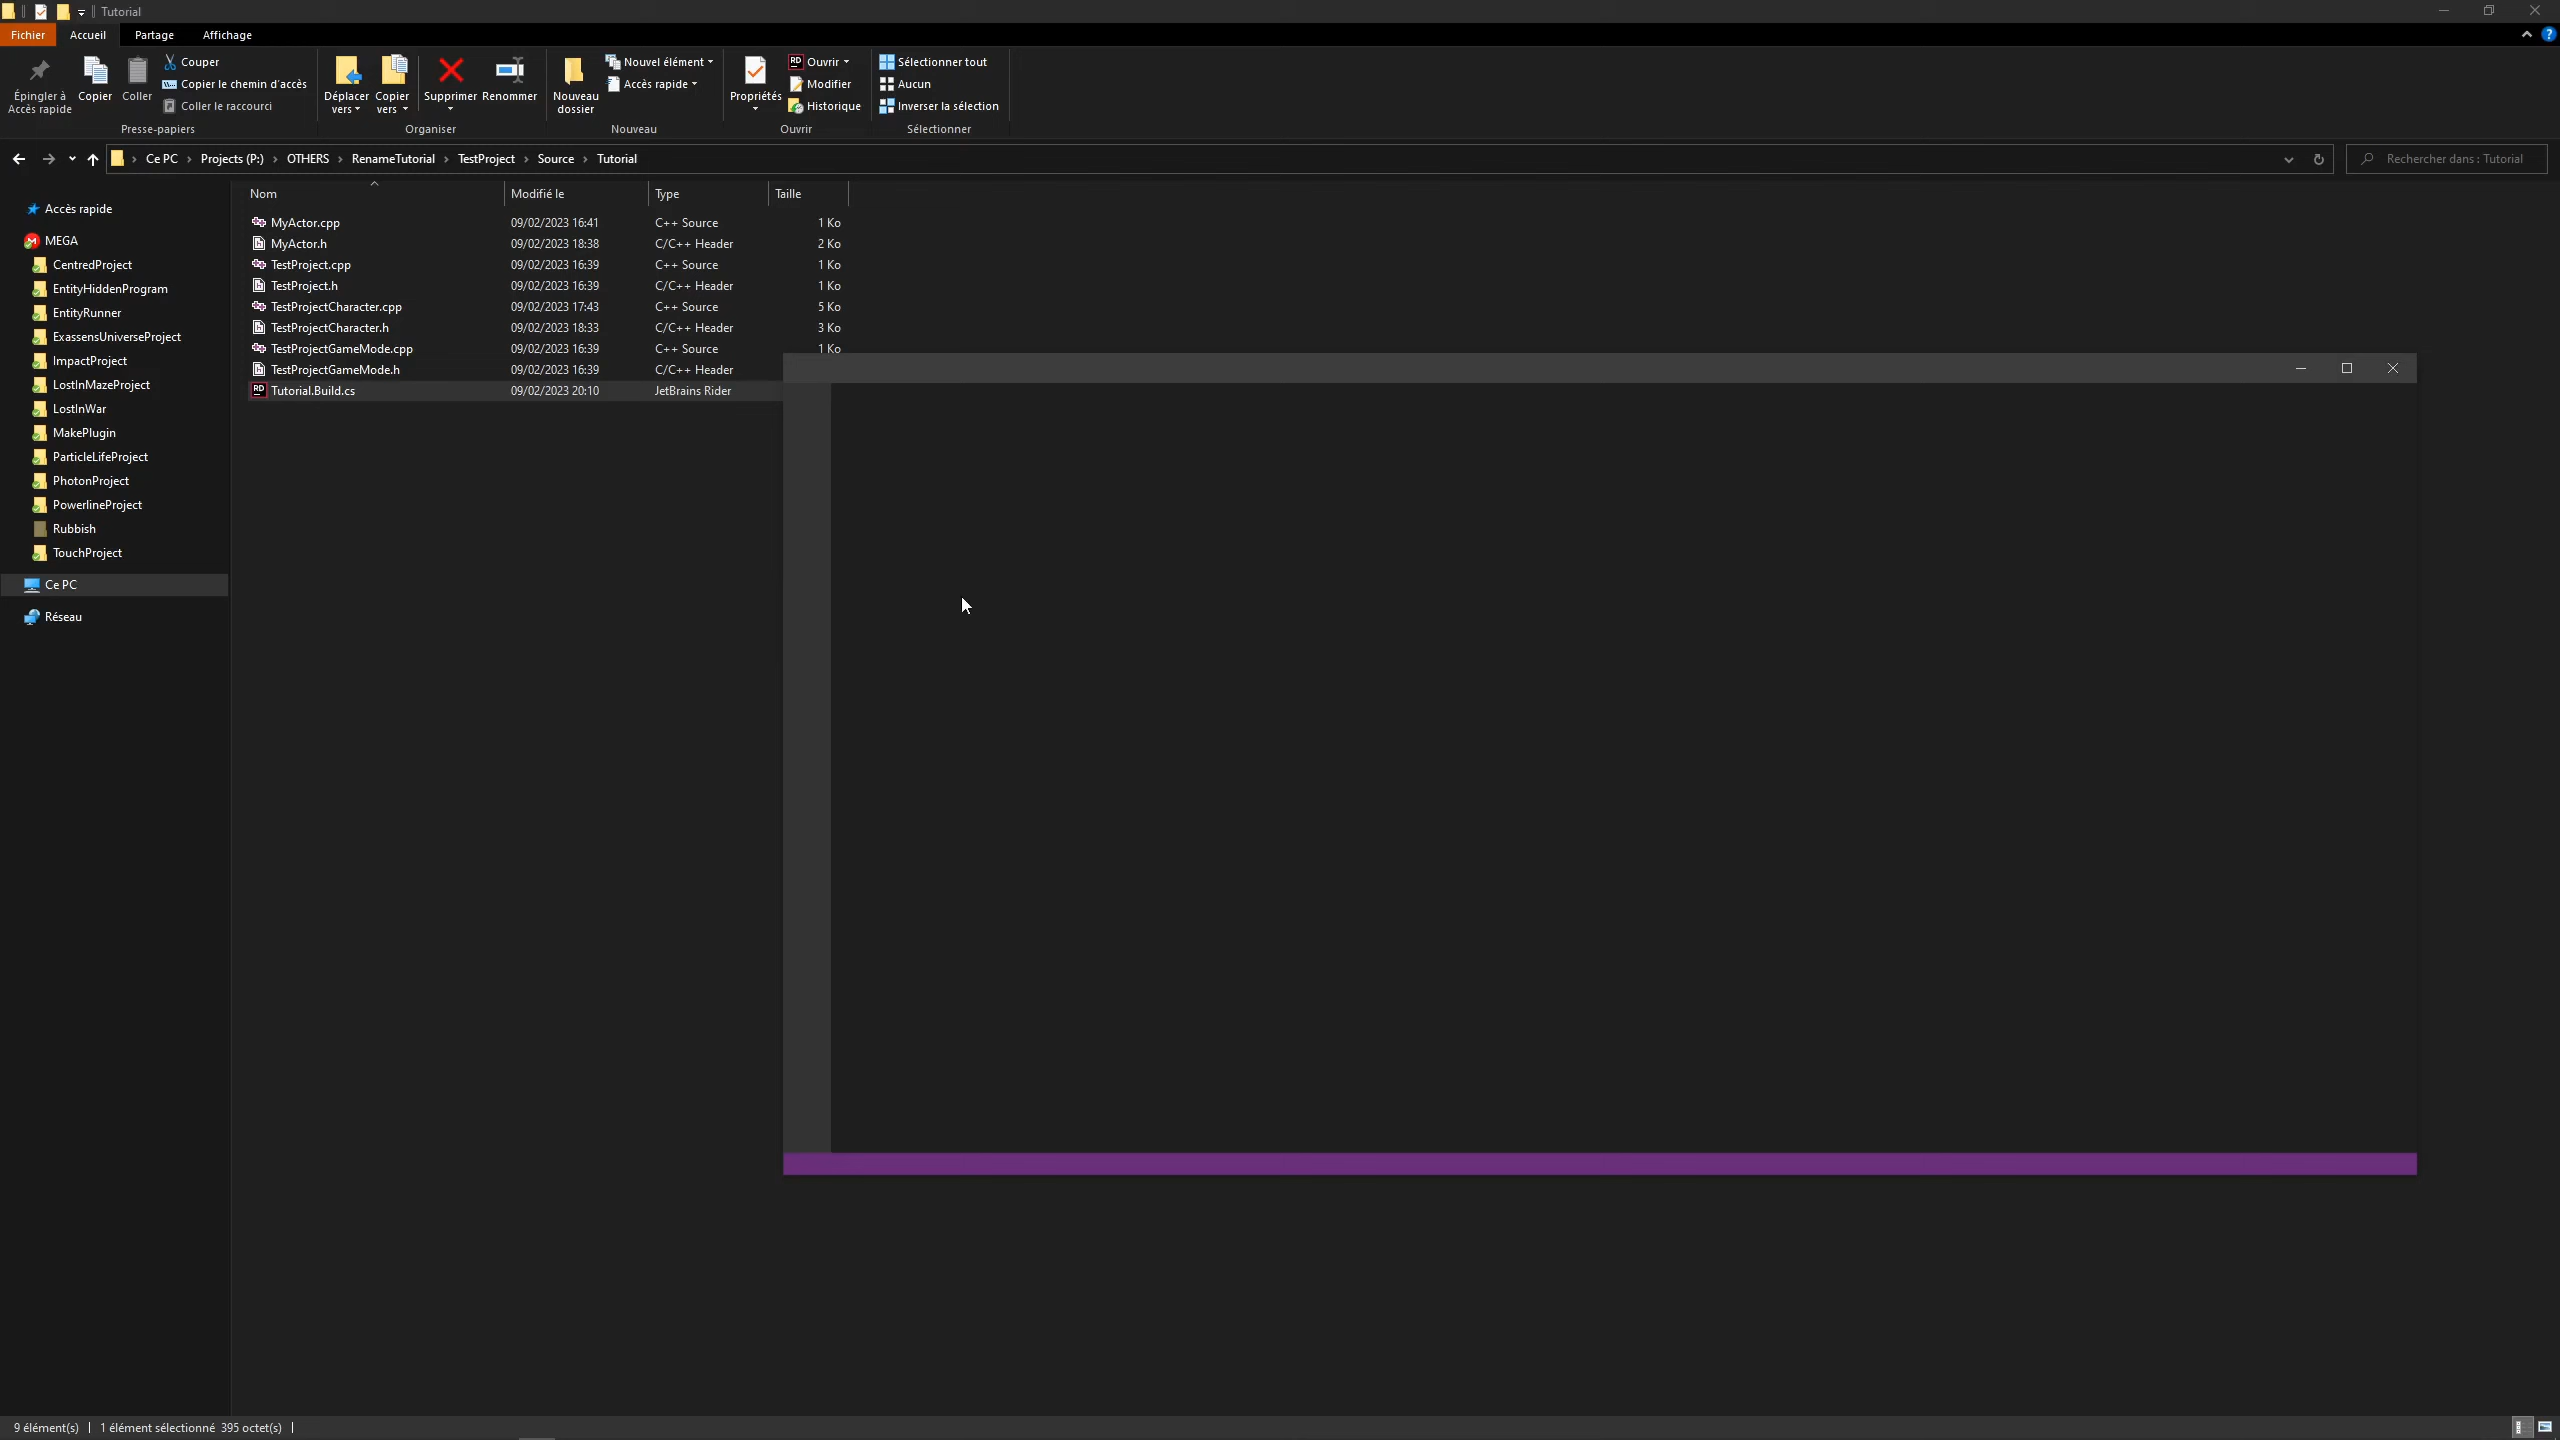 Tutorial
Fichier Accueil Partage Affichage
Épingler à
Accès rapide
Copier
Coller
Couper
Copier le chemin d'accès
Coller le raccourci
Presse-papiers
Déplacer
vers
Copier
vers
Supprimer
Renommer
Organiser
Nouveau
dossier
Nouvel élément
Accès rapide
Nouveau
Propriétés
Ouvrir
Modifier
Historique
Ouvrir
Sélectionner tout
Aucun
Inverser la sélection
Sélectionner
Ce PC › Projects (P:) › OTHERS › RenameTutorial › TestProject › Source › Tutorial
Rechercher dans : Tutorial
Accès rapide
MEGA
CentredProject
EntityHiddenProgram
EntityRunner
ExassensUniverseProject
ImpactProject
LostInMazeProject
LostInWar
MakePlugin
ParticleLifeProject
PhotonProject
PowerlineProject
Rubbish
TouchProject
Ce PC
Réseau
Nom Modifié le Type Taille
MyActor.cpp 09/02/2023 16:41 C++ Source 1 Ko
MyActor.h 09/02/2023 18:38 C/C++ Header 2 Ko
TestProject.cpp 09/02/2023 16:39 C++ Source 1 Ko
TestProject.h 09/02/2023 16:39 C/C++ Header 1 Ko
TestProjectCharacter.cpp 09/02/2023 17:43 C++ Source 5 Ko
TestProjectCharacter.h 09/02/2023 18:33 C/C++ Header 3 Ko
TestProjectGameMode.cpp 09/02/2023 16:39 C++ Source 1 Ko
TestProjectGameMode.h 09/02/2023 16:39 C/C++ Header
RD Tutorial.Build.cs 09/02/2023 20:10 JetBrains Rider
9 élément(s) 1 élément sélectionné 395 octet(s)